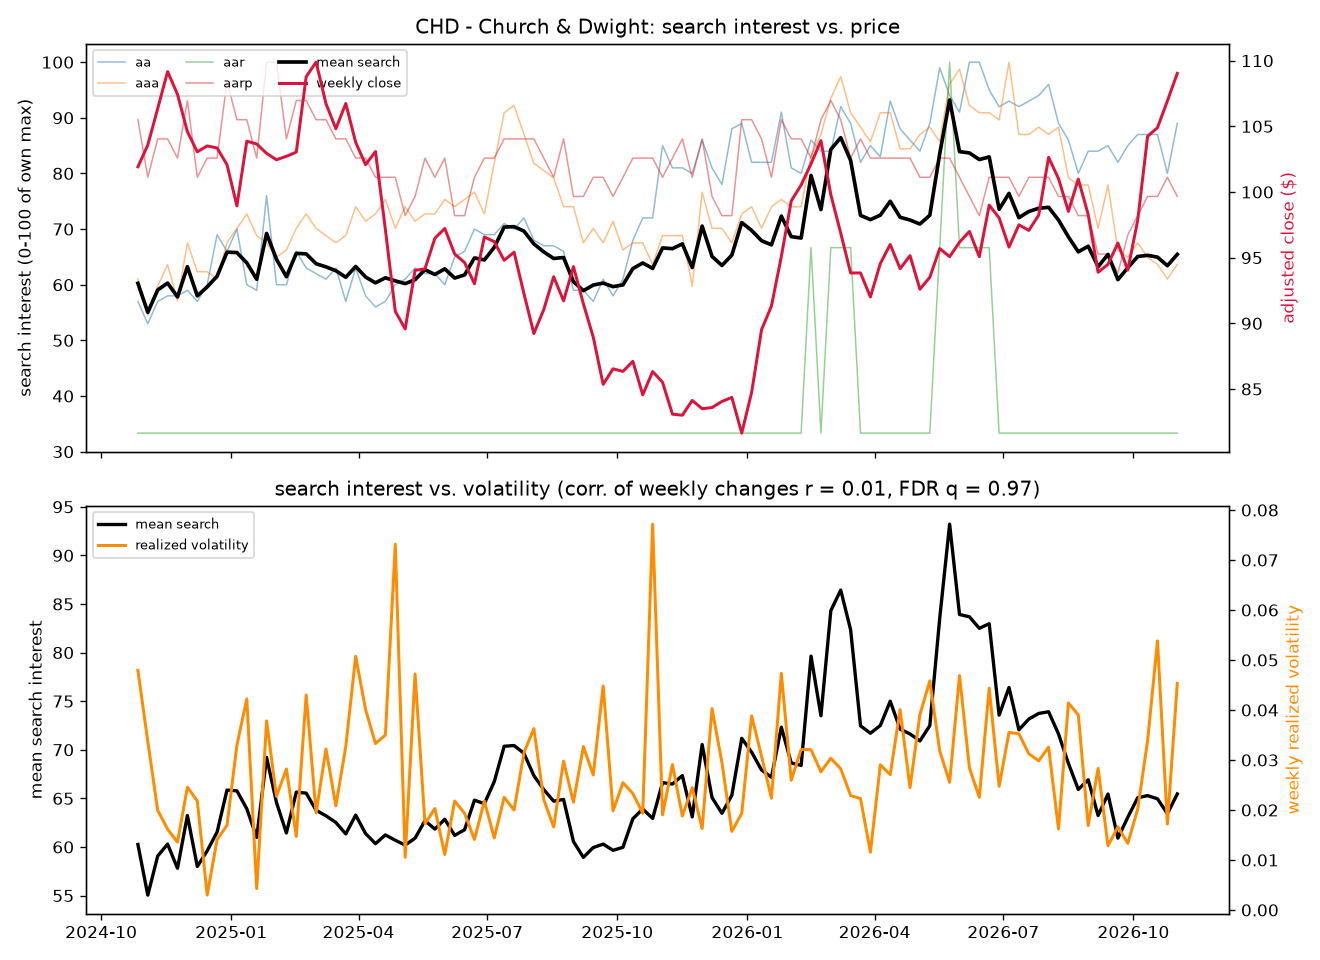 CHD - Church & Dwight: search interest vs. price
aa
aaa
aar
aarp
mean search
weekly close
100
90
80
70
60
50
40
30
search interest (0-100 of own max)
110
105
100
95
90
85
adjusted close ($)
search interest vs. volatility (corr. of weekly changes r = 0.01, FDR q = 0.97)
mean search
realized volatility
95
90
85
80
75
70
65
60
55
mean search interest
0.08
0.07
0.06
0.05
0.04
0.03
0.02
0.01
0.00
weekly realized volatility
2024-10
2025-01
2025-04
2025-07
2025-10
2026-01
2026-04
2026-07
2026-10